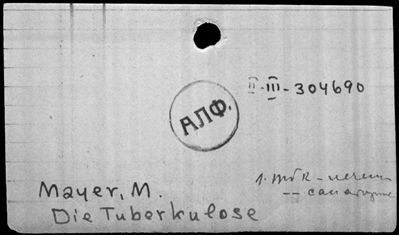 II-III-304690
АЛФ.
Mayer, M.
Die Tuberkulose